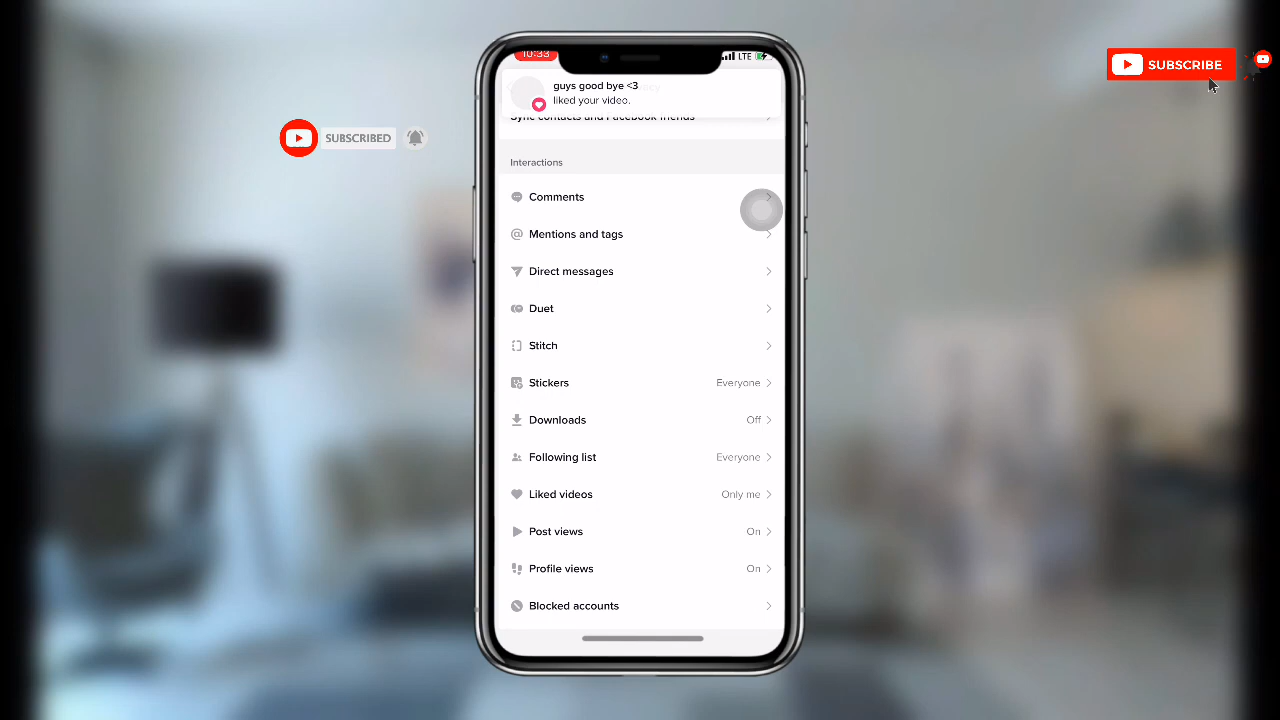 10:33
LTE
guys good bye <3
liked your video.
Sync contacts and Facebook friends
Interactions
Comments
Mentions and tags
Direct messages
Duet
Stitch
Stickers Everyone
Downloads Off
Following list Everyone
Liked videos Only me
Post views On
Profile views On
Blocked accounts
SUBSCRIBED
SUBSCRIBE